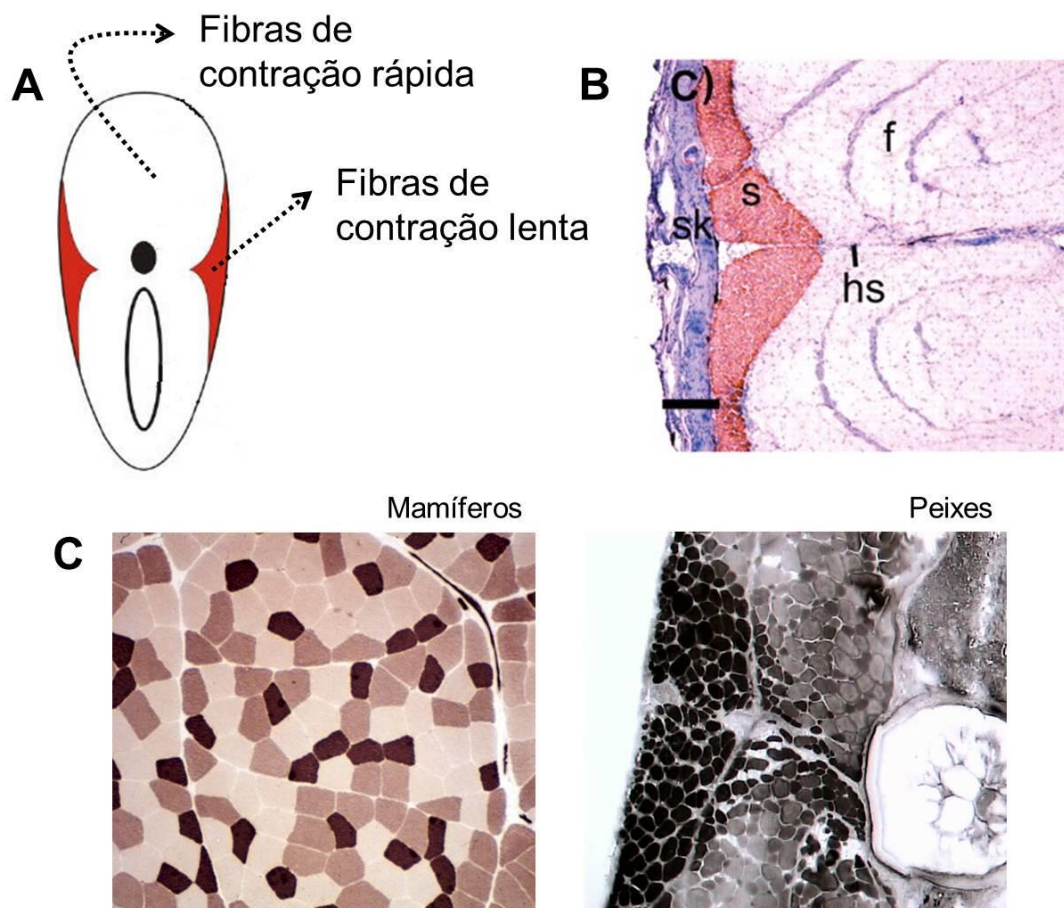 Fibras de
contração rápida
A
Fibras de
contração lenta
B
C)
f
s
sk
hs
Mamíferos
Peixes
C